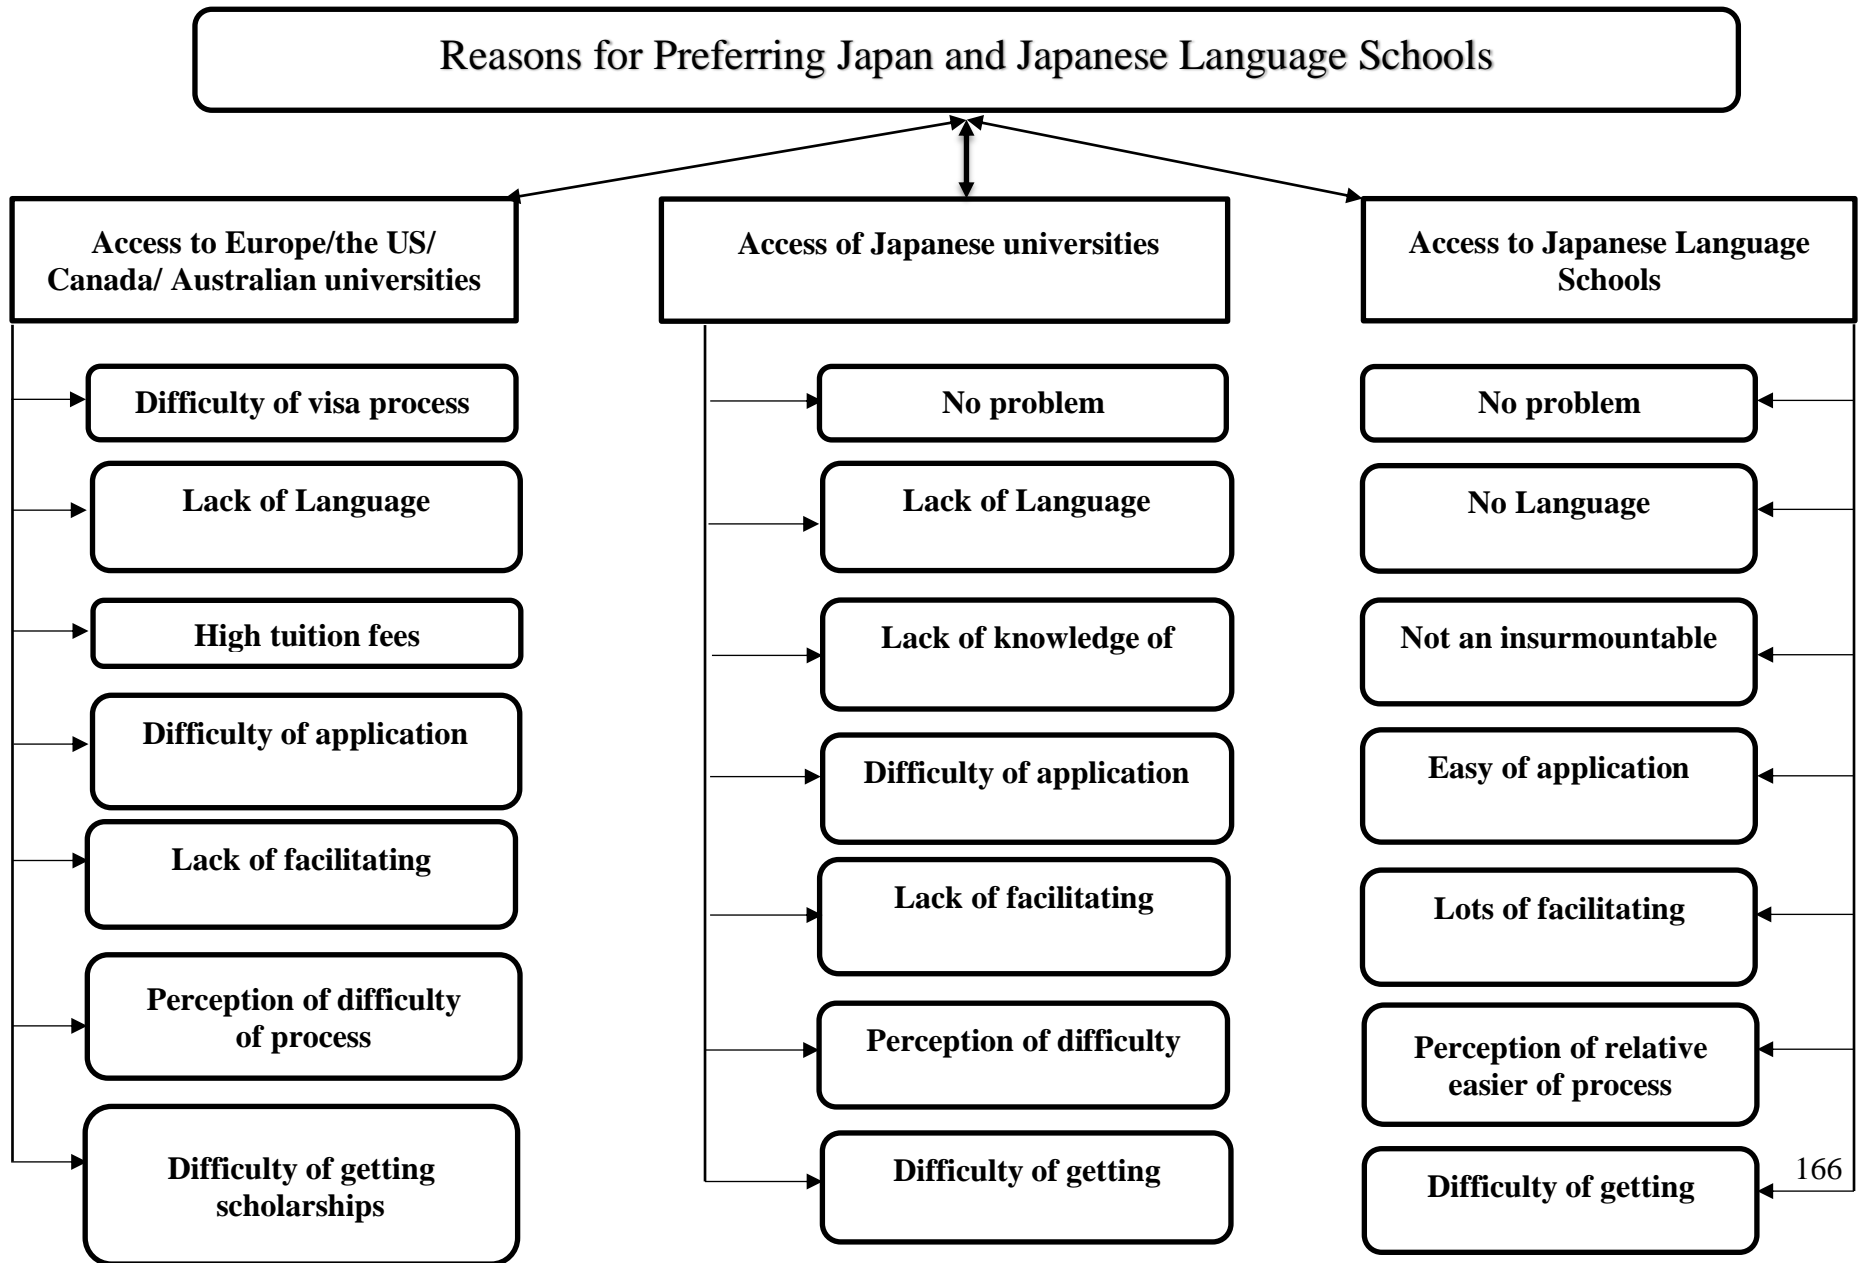 Reasons for Preferring Japan and Japanese Language Schools
Access to Europe/the US/
Canada/ Australian universities
Difficulty of visa process
Lack of Language
High tuition fees
Difficulty of application
Lack of facilitating
Perception of difficulty
of process
Difficulty of getting
scholarships
Access of Japanese universities
No problem
Lack of Language
Lack of knowledge of
Difficulty of application
Lack of facilitating
Perception of difficulty
Difficulty of getting
Access to Japanese Language
Schools
No problem
No Language
Not an insurmountable
Easy of application
Lots of facilitating
Perception of relative
easier of process
Difficulty of getting
166